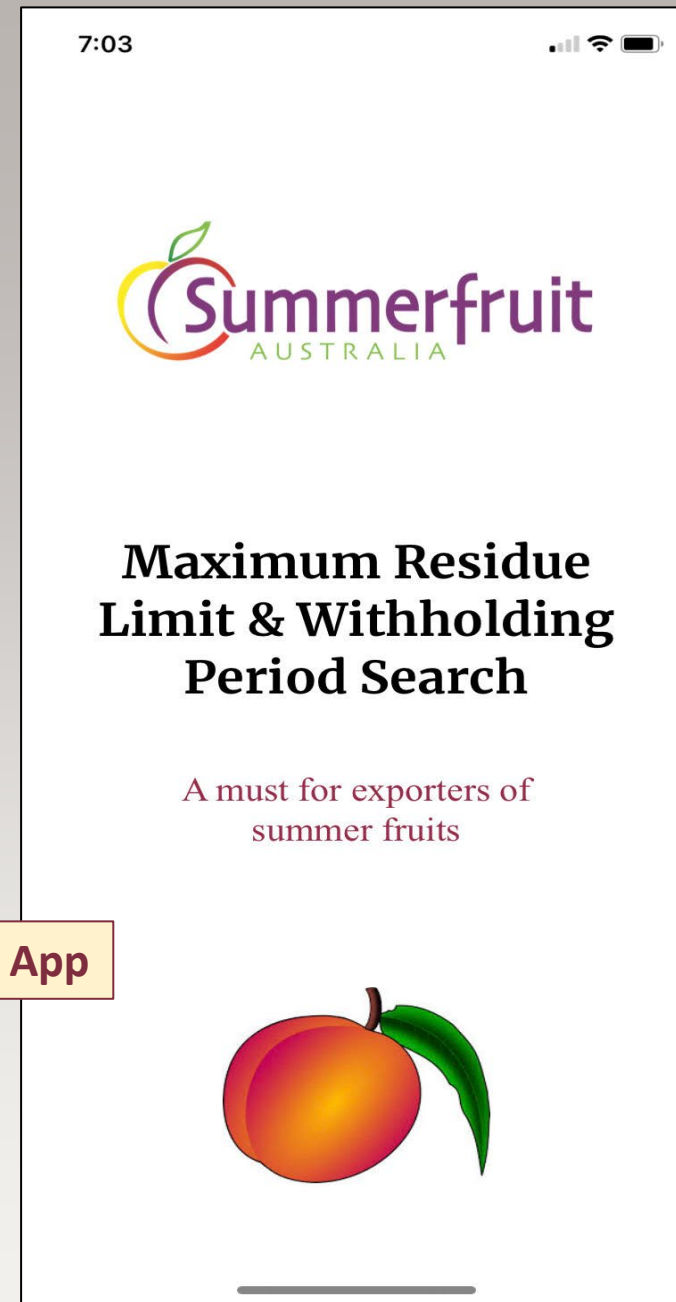 7:03
Summerfruit
AUSTRALIA
Maximum Residue
Limit & Withholding
Period Search
A must for exporters of
summer fruits
App